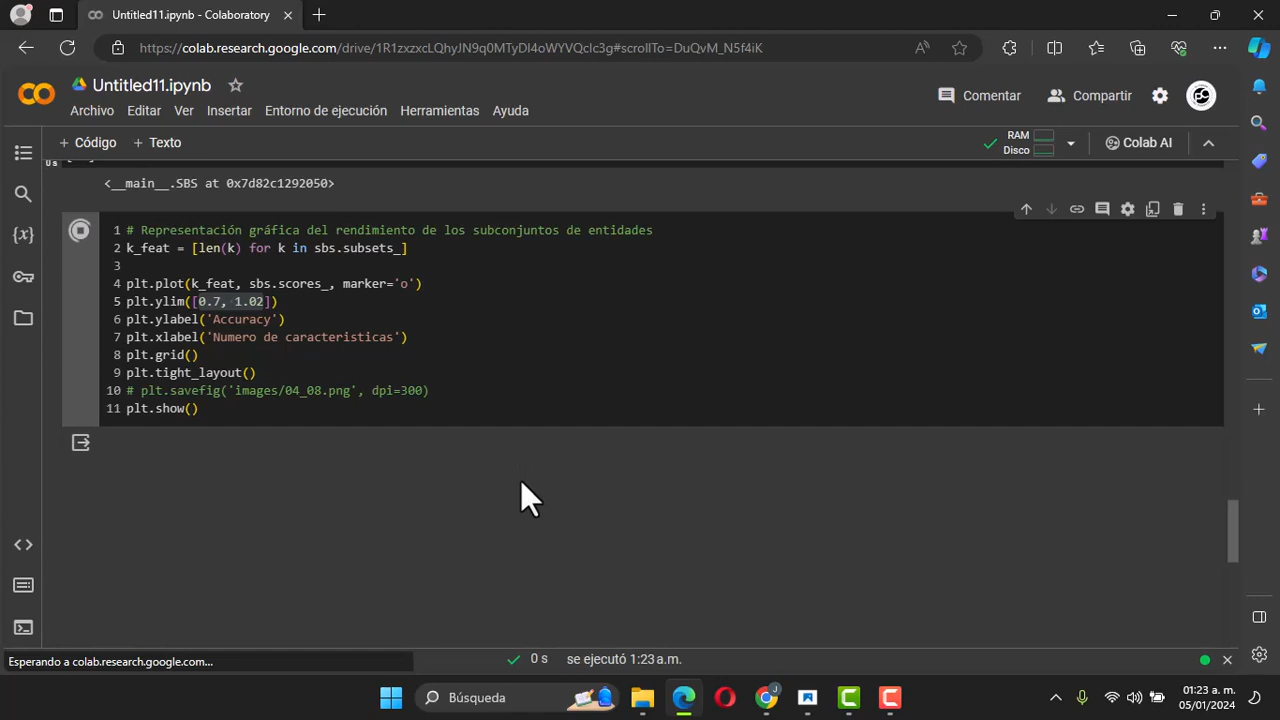 Untitled11.ipynb - Colaboratory
https://colab.research.google.com/drive/1R1zxzxcLQhyJN9q0MTyDl4oWYVQcIc3g#scrollTo=DuQvM_N5f4iK
Untitled11.ipynb
Comentar
Compartir
Archivo Editar Ver Insertar Entorno de ejecución Herramientas Ayuda
+ Código + Texto
RAM
Disco
Colab AI
0 s
<__main__.SBS at 0x7d82c1292050>
1 # Representación gráfica del rendimiento de los subconjuntos de entidades
2 k_feat = [len(k) for k in sbs.subsets_]
3
4 plt.plot(k_feat, sbs.scores_, marker='o')
5 plt.ylim([0.7, 1.02])
6 plt.ylabel('Accuracy')
7 plt.xlabel('Numero de caracteristicas')
8 plt.grid()
9 plt.tight_layout()
10 # plt.savefig('images/04_08.png', dpi=300)
11 plt.show()
Esperando a colab.research.google.com...
0 s se ejecutó 1:23 a.m.
Búsqueda
01:23 a. m.
05/01/2024